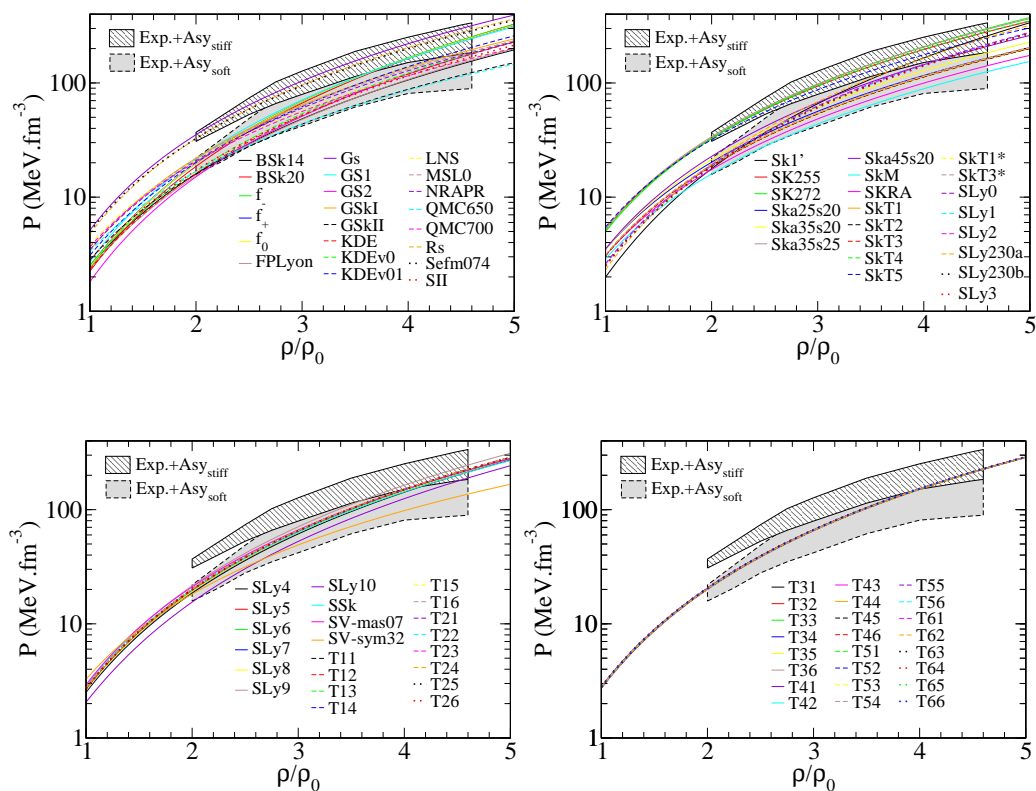 Exp.+Asy_stiff
Exp.+Asy_soft
P (MeV.fm^-3)
100
10
1
BSk14
BSk20
f_-
f_+
f_0
FPLyon
Gs
GS1
GS2
GSkI
GSkII
KDE
KDEv0
KDEv01
LNS
MSL0
NRAPR
QMC650
QMC700
Rs
Sefm074
SII
1 2 3 4 5
ρ/ρ_0
Exp.+Asy_stiff
Exp.+Asy_soft
P (MeV.fm^-3)
100
10
1
Sk1'
SK255
SK272
Ska25s20
Ska35s20
Ska35s25
Ska45s20
SkM
SKRA
SkT1
SkT2
SkT3
SkT4
SkT5
SkT1*
SkT3*
SLy0
SLy1
SLy2
SLy230a
SLy230b
SLy3
1 2 3 4 5
ρ/ρ_0
Exp.+Asy_stiff
Exp.+Asy_soft
P (MeV.fm^-3)
100
10
1
SLy4
SLy5
SLy6
SLy7
SLy8
SLy9
SLy10
SSk
SV-mas07
SV-sym32
T11
T12
T13
T14
T15
T16
T21
T22
T23
T24
T25
T26
1 2 3 4 5
ρ/ρ_0
Exp.+Asy_stiff
Exp.+Asy_soft
P (MeV.fm^-3)
100
10
1
T31
T32
T33
T34
T35
T36
T41
T42
T43
T44
T45
T46
T51
T52
T53
T54
T55
T56
T61
T62
T63
T64
T65
T66
1 2 3 4 5
ρ/ρ_0